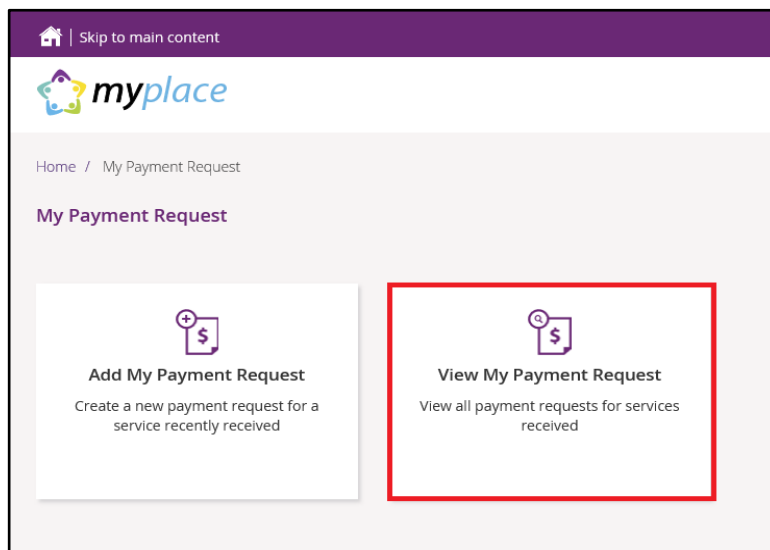 Skip to main content
myplace
Home / My Payment Request
My Payment Request
$
Add My Payment Request
Create a new payment request for a
service recently received
$
View My Payment Request
View all payment requests for services
received